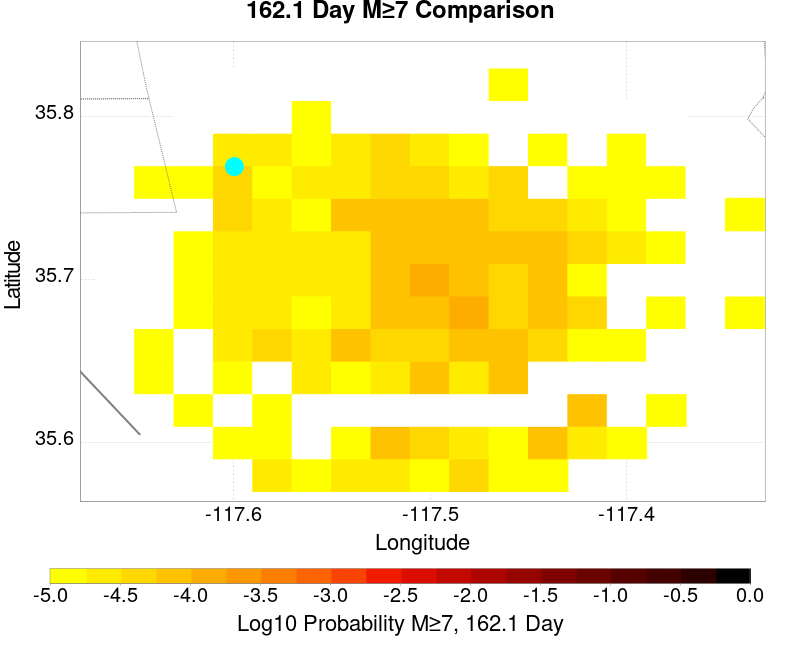 162.1 Day M≥7 Comparison
35.8
35.7
35.6
Latitude
-117.6 -117.5 -117.4
Longitude
-5.0 -4.5 -4.0 -3.5 -3.0 -2.5 -2.0 -1.5 -1.0 -0.5 0.0
Log10 Probability M≥7, 162.1 Day